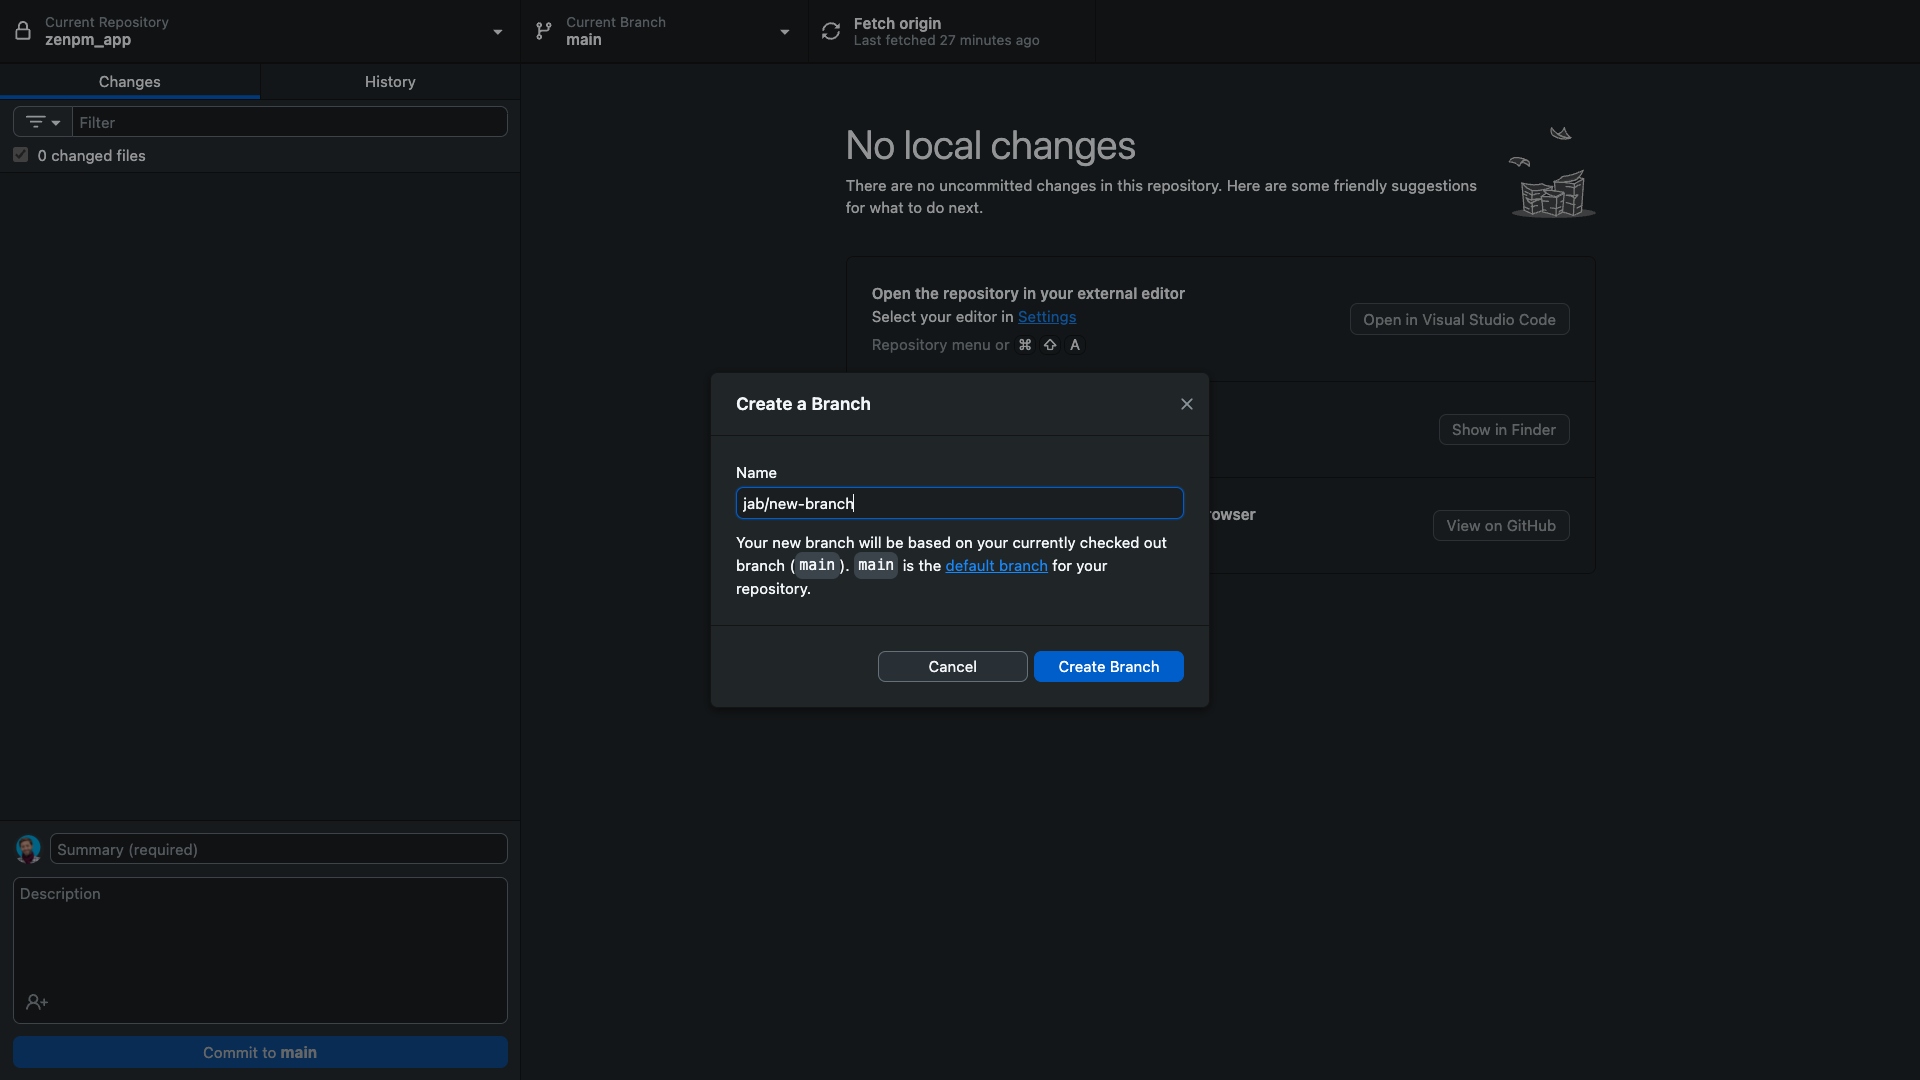 Current Repository
zenpm_app
Current Branch
main
Fetch origin
Last fetched 27 minutes ago
Changes
History
Filter
0 changed files
No local changes
There are no uncommitted changes in this repository. Here are some friendly suggestions
for what to do next.
Open the repository in your external editor
Select your editor in Settings
Repository menu or ⌘ ⇧ A
Open in Visual Studio Code
Show in Finder
owser
View on GitHub
Create a Branch
Name
jab/new-branch
Your new branch will be based on your currently checked out
branch (main). main is the default branch for your
repository.
Cancel
Create Branch
Summary (required)
Description
Commit to main